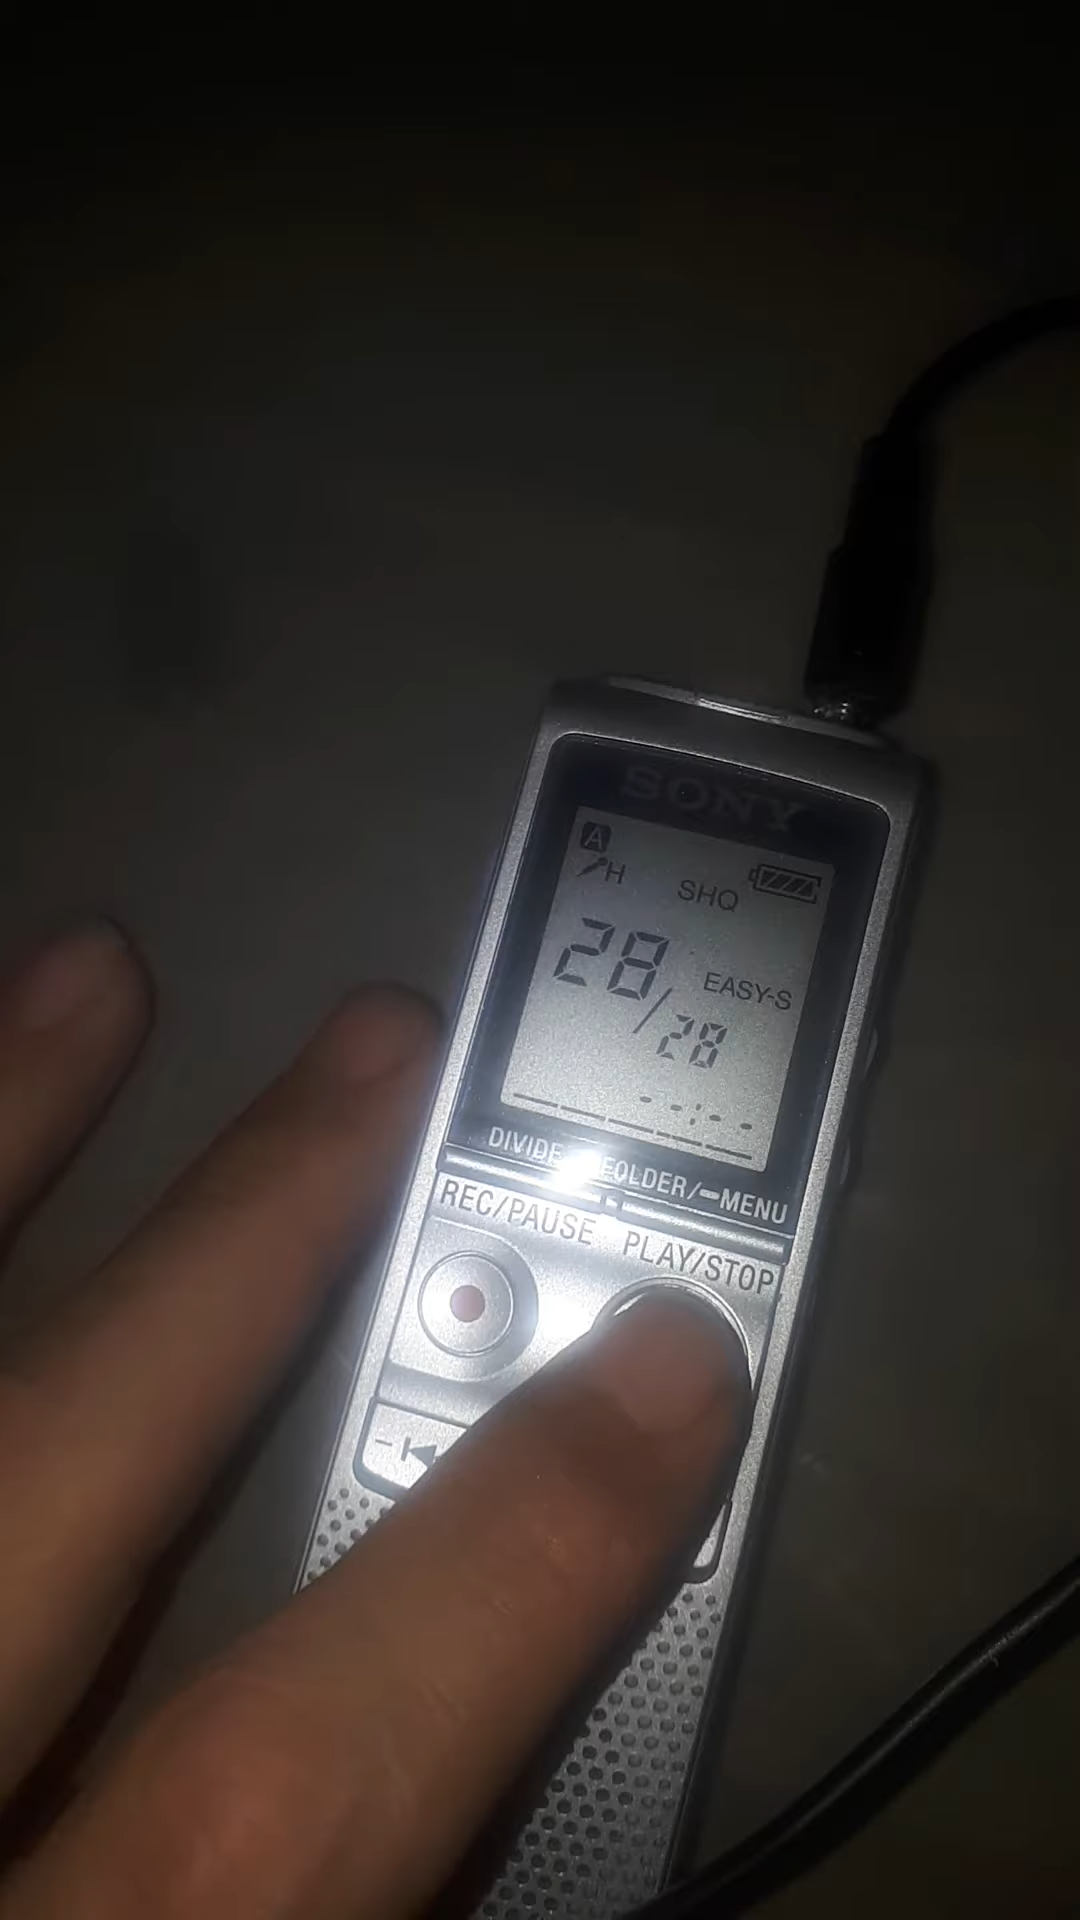 SONY
A
H SHQ
28/28 EASY-S
--:--
DIVIDE FOLDER/MENU
REC/PAUSE PLAY/STOP